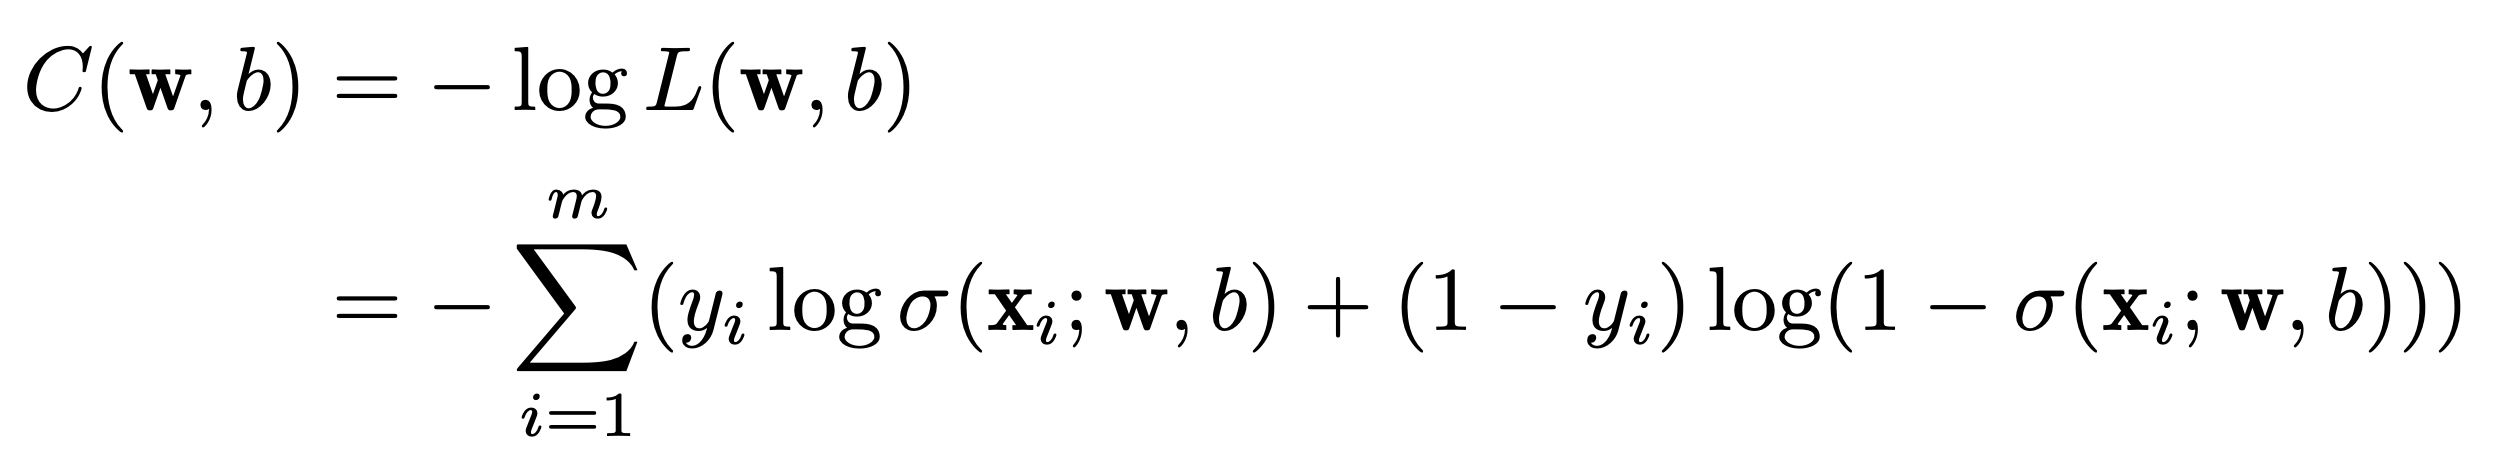 C(𝐰, b) = − log L(𝐰, b)
= − ∑_{i=1}^{m} (y_i log σ(𝐱_i; 𝐰, b) + (1 − y_i) log(1 − σ(𝐱_i; 𝐰, b)))